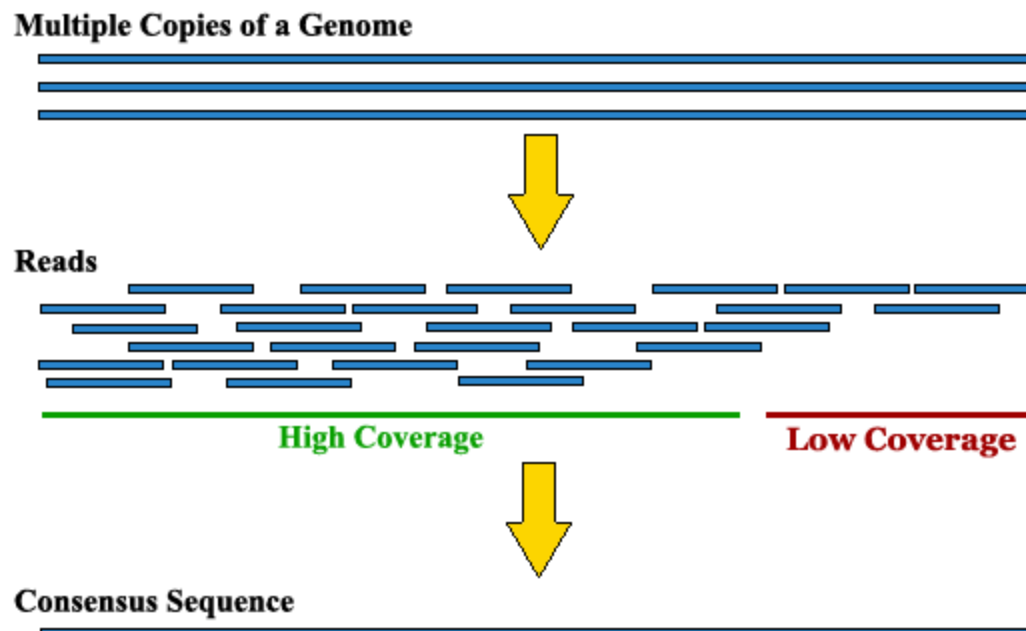 Multiple Copies of a Genome
Reads
High Coverage
Low Coverage
Consensus Sequence